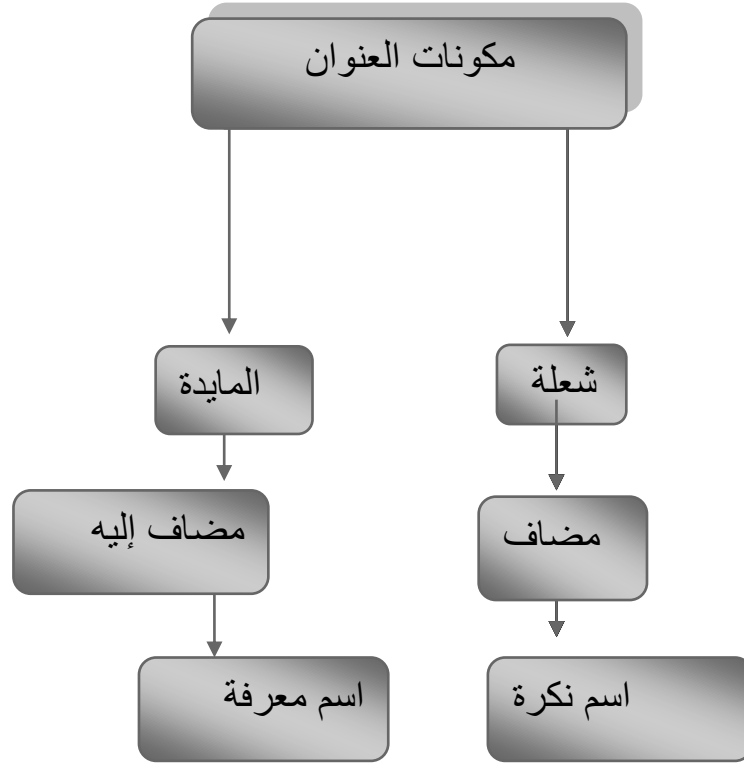 مكونات العنوان
شعلة
المايدة
مضاف
مضاف إليه
اسم نكرة
اسم معرفة